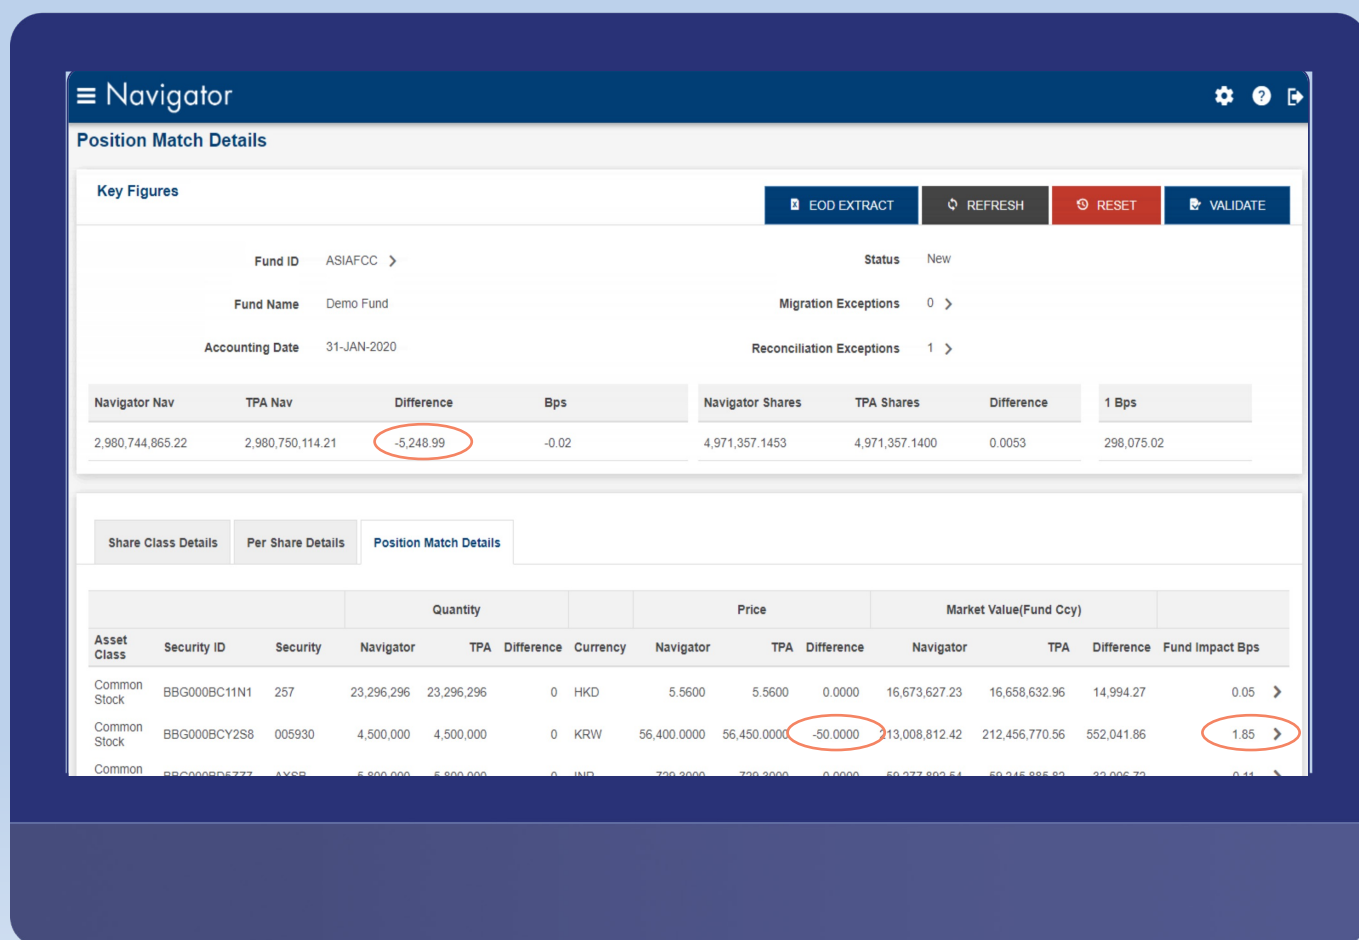 Navigator
?
Position Match Details
Key Figures
EOD EXTRACT REFRESH RESET VALIDATE
Fund ID ASIAFCC Status New
Fund Name Demo Fund Migration Exceptions 0
Accounting Date 31-JAN-2020 Reconciliation Exceptions 1
Navigator Nav TPA Nav Difference Bps Navigator Shares TPA Shares Difference 1 Bps
2,980,744,865.22 2,980,750,114.21 -5,248.99 -0.02 4,971,357.1453 4,971,357.1400 0.0053 298,075.02
Share Class Details Per Share Details Position Match Details
Quantity Price Market Value(Fund Ccy)
Asset Class Security ID Security Navigator TPA Difference Currency Navigator TPA Difference Navigator TPA Difference Fund Impact Bps
Common Stock BBG000BC11N1 257 23,296,296 23,296,296 0 HKD 5.5600 5.5600 0.0000 16,673,627.23 16,658,632.96 14,994.27 0.05
Common Stock BBG000BCY2S8 005930 4,500,000 4,500,000 0 KRW 56,400.0000 56,450.0000 -50.0000 213,008,812.42 212,456,770.56 552,041.86 1.85
Common